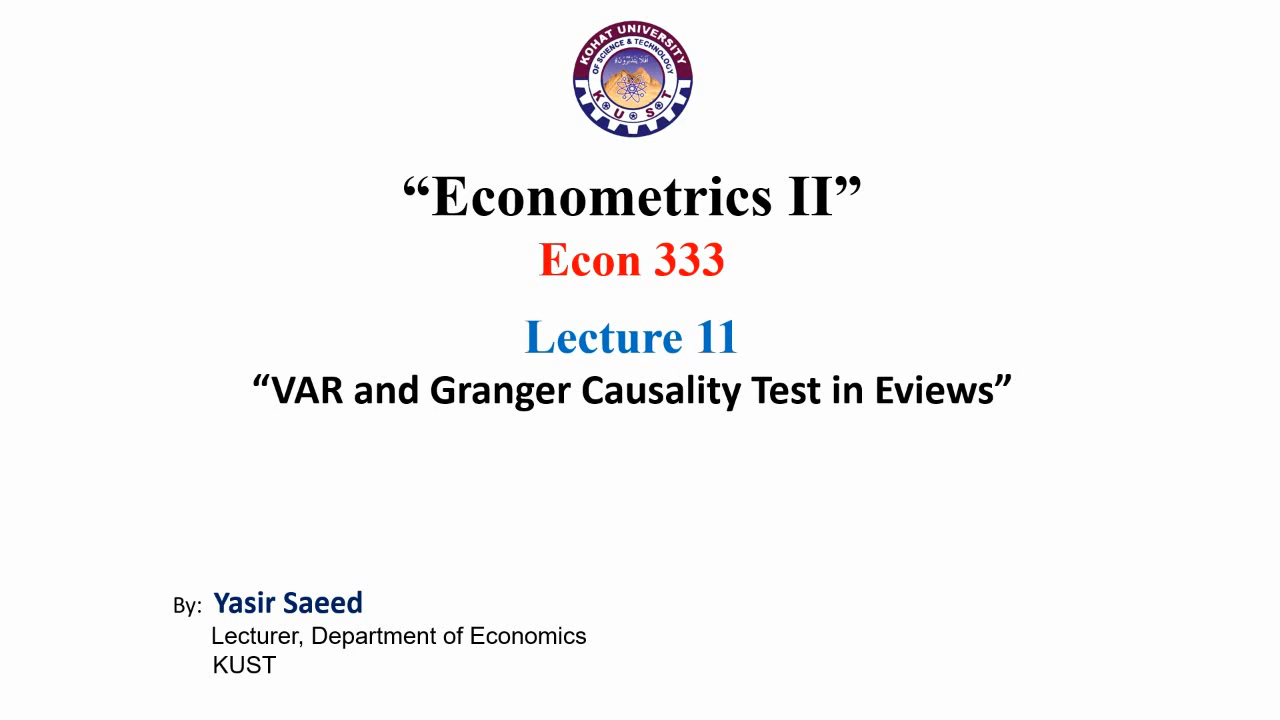 KOHAT UNIVERSITY
OF SCIENCE & TECHNOLOGY
K U S T
“Econometrics II”
Econ 333
Lecture 11
“VAR and Granger Causality Test in Eviews”
By: Yasir Saeed
Lecturer, Department of Economics
KUST